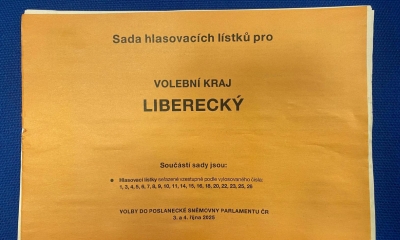 Sada hlasovacích lístků pro
VOLEBNÍ KRAJ
LIBERECKÝ
Součástí sady jsou:
● Hlasovací lístky seřazené vzestupně podle vylosovaného čísla:
1, 3, 4, 5, 6, 7, 8, 9, 10, 11, 14, 15, 16, 18, 20, 22, 23, 25, 26
VOLBY DO POSLANECKÉ SNĚMOVNY PARLAMENTU ČR
3. a 4. října 2025